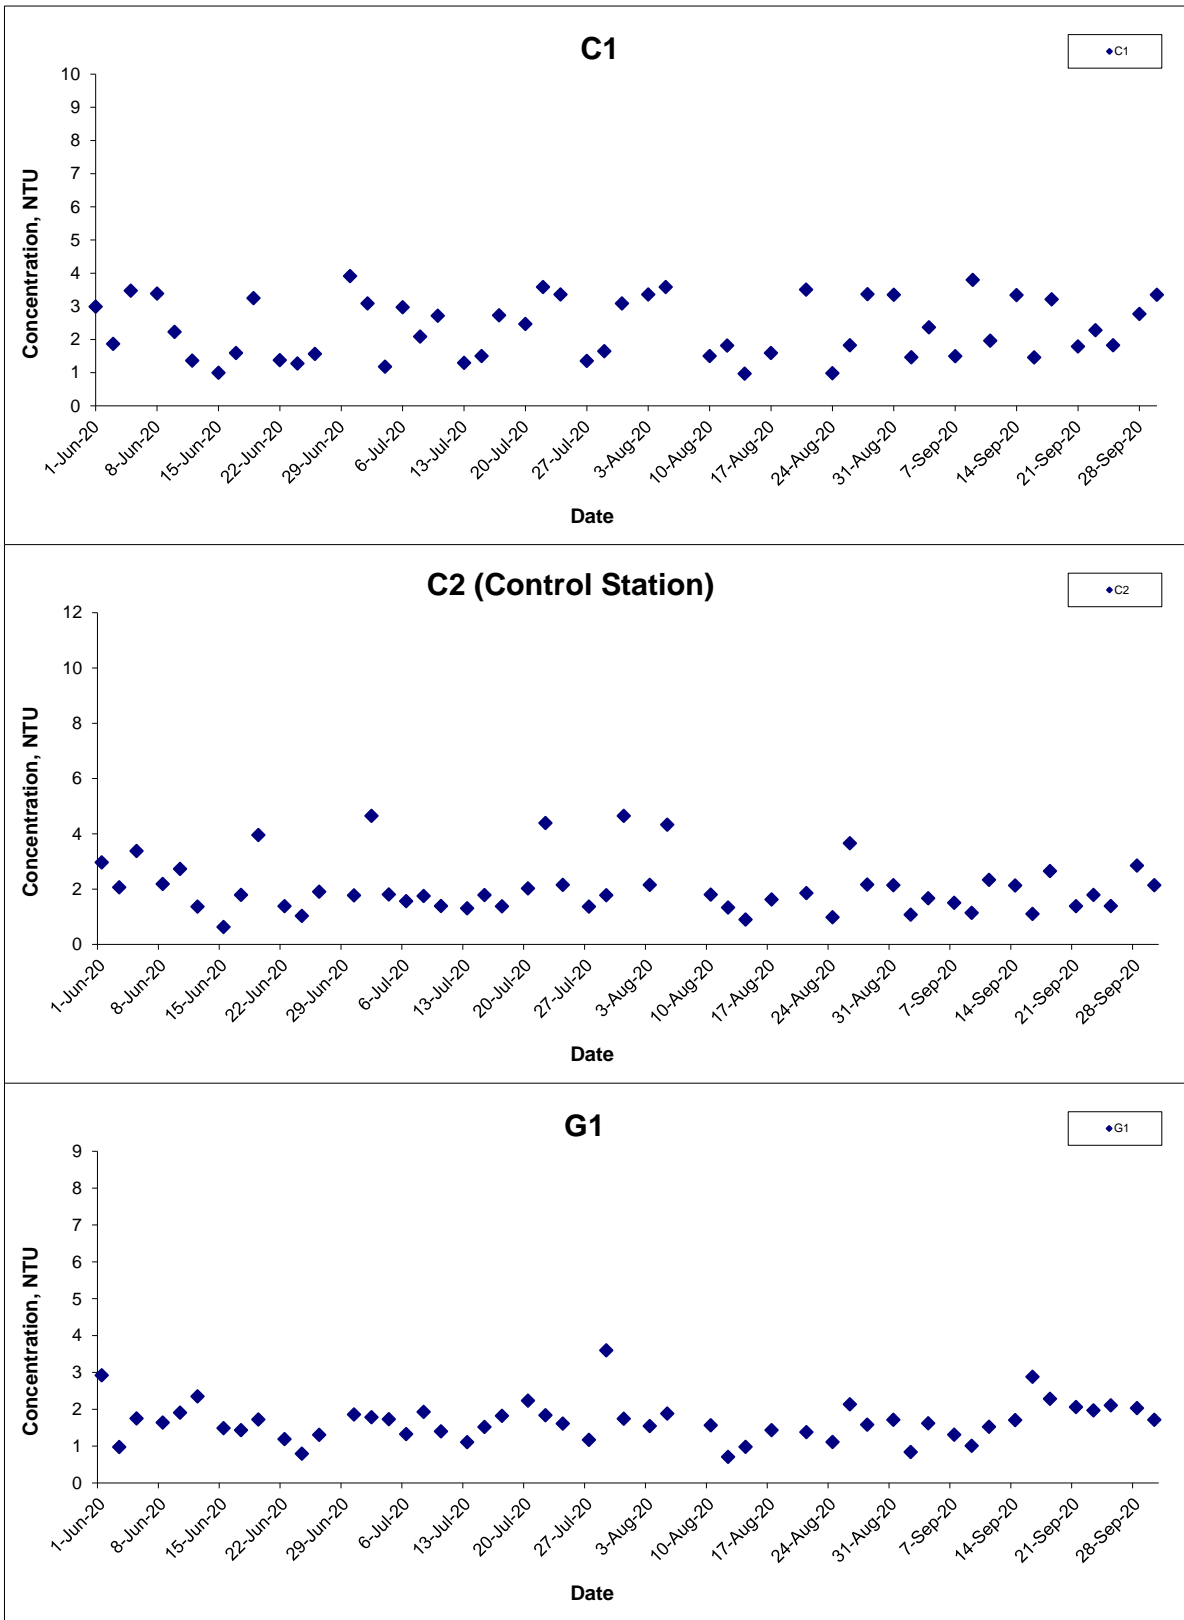 C1
C1
10
9
8
7
6
5
4
3
2
1
0
Concentration, NTU
1-Jun-20
8-Jun-20
15-Jun-20
22-Jun-20
29-Jun-20
6-Jul-20
13-Jul-20
20-Jul-20
27-Jul-20
3-Aug-20
10-Aug-20
17-Aug-20
24-Aug-20
31-Aug-20
7-Sep-20
14-Sep-20
21-Sep-20
28-Sep-20
Date
C2 (Control Station)
C2
12
10
8
6
4
2
0
Concentration, NTU
1-Jun-20
8-Jun-20
15-Jun-20
22-Jun-20
29-Jun-20
6-Jul-20
13-Jul-20
20-Jul-20
27-Jul-20
3-Aug-20
10-Aug-20
17-Aug-20
24-Aug-20
31-Aug-20
7-Sep-20
14-Sep-20
21-Sep-20
28-Sep-20
Date
G1
G1
9
8
7
6
5
4
3
2
1
0
Concentration, NTU
1-Jun-20
8-Jun-20
15-Jun-20
22-Jun-20
29-Jun-20
6-Jul-20
13-Jul-20
20-Jul-20
27-Jul-20
3-Aug-20
10-Aug-20
17-Aug-20
24-Aug-20
31-Aug-20
7-Sep-20
14-Sep-20
21-Sep-20
28-Sep-20
Date